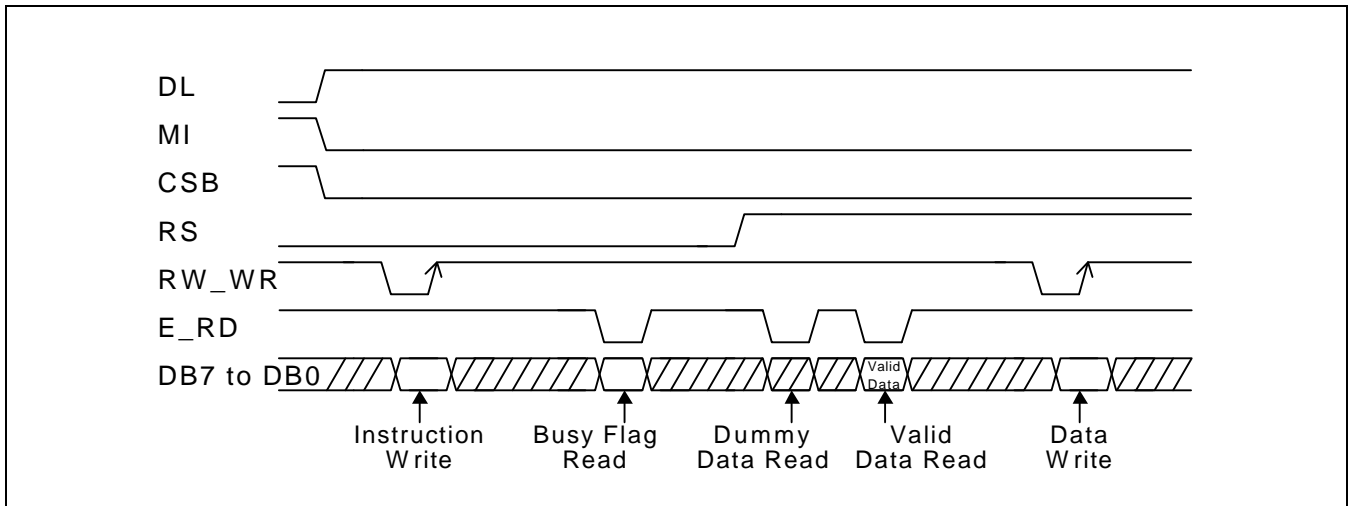 DL
MI
CSB
RS
RW_WR
E_RD
DB7 to DB0
Valid
Data
Instruction Busy Flag Dummy Valid Data
Write Read Data Read Data Read Write